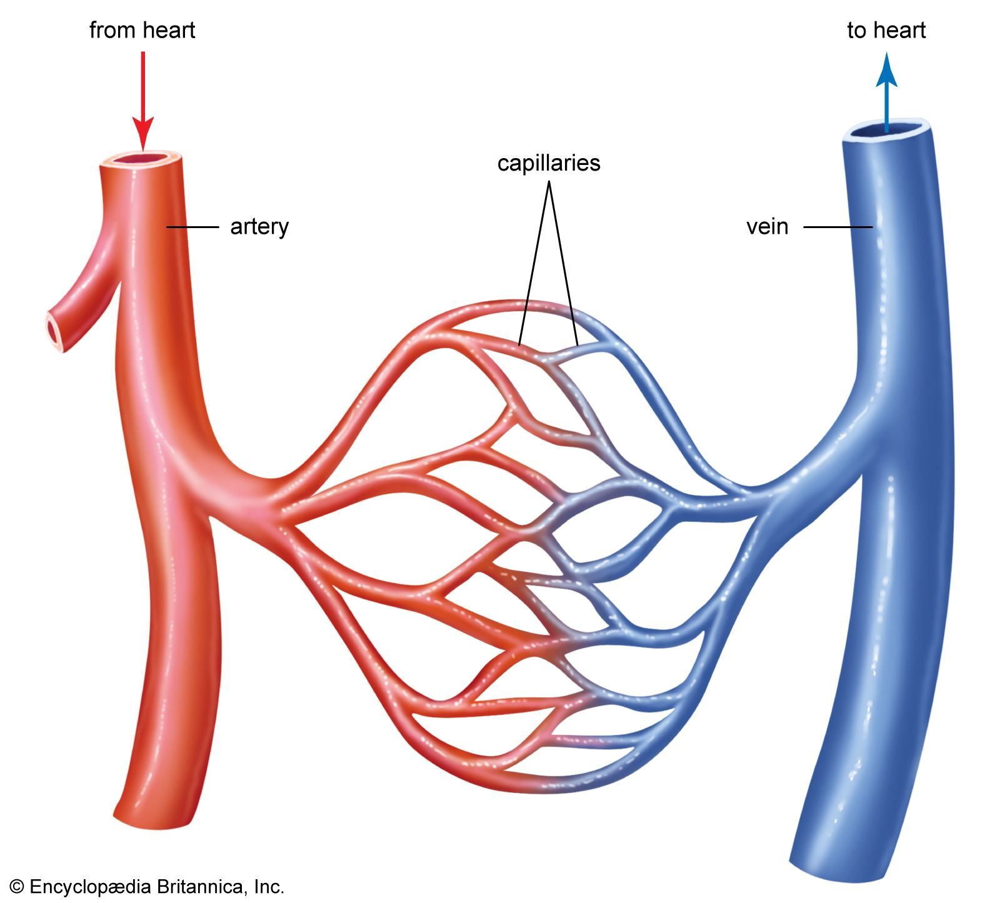 from heart
to heart
capillaries
artery
vein
© Encyclopædia Britannica, Inc.